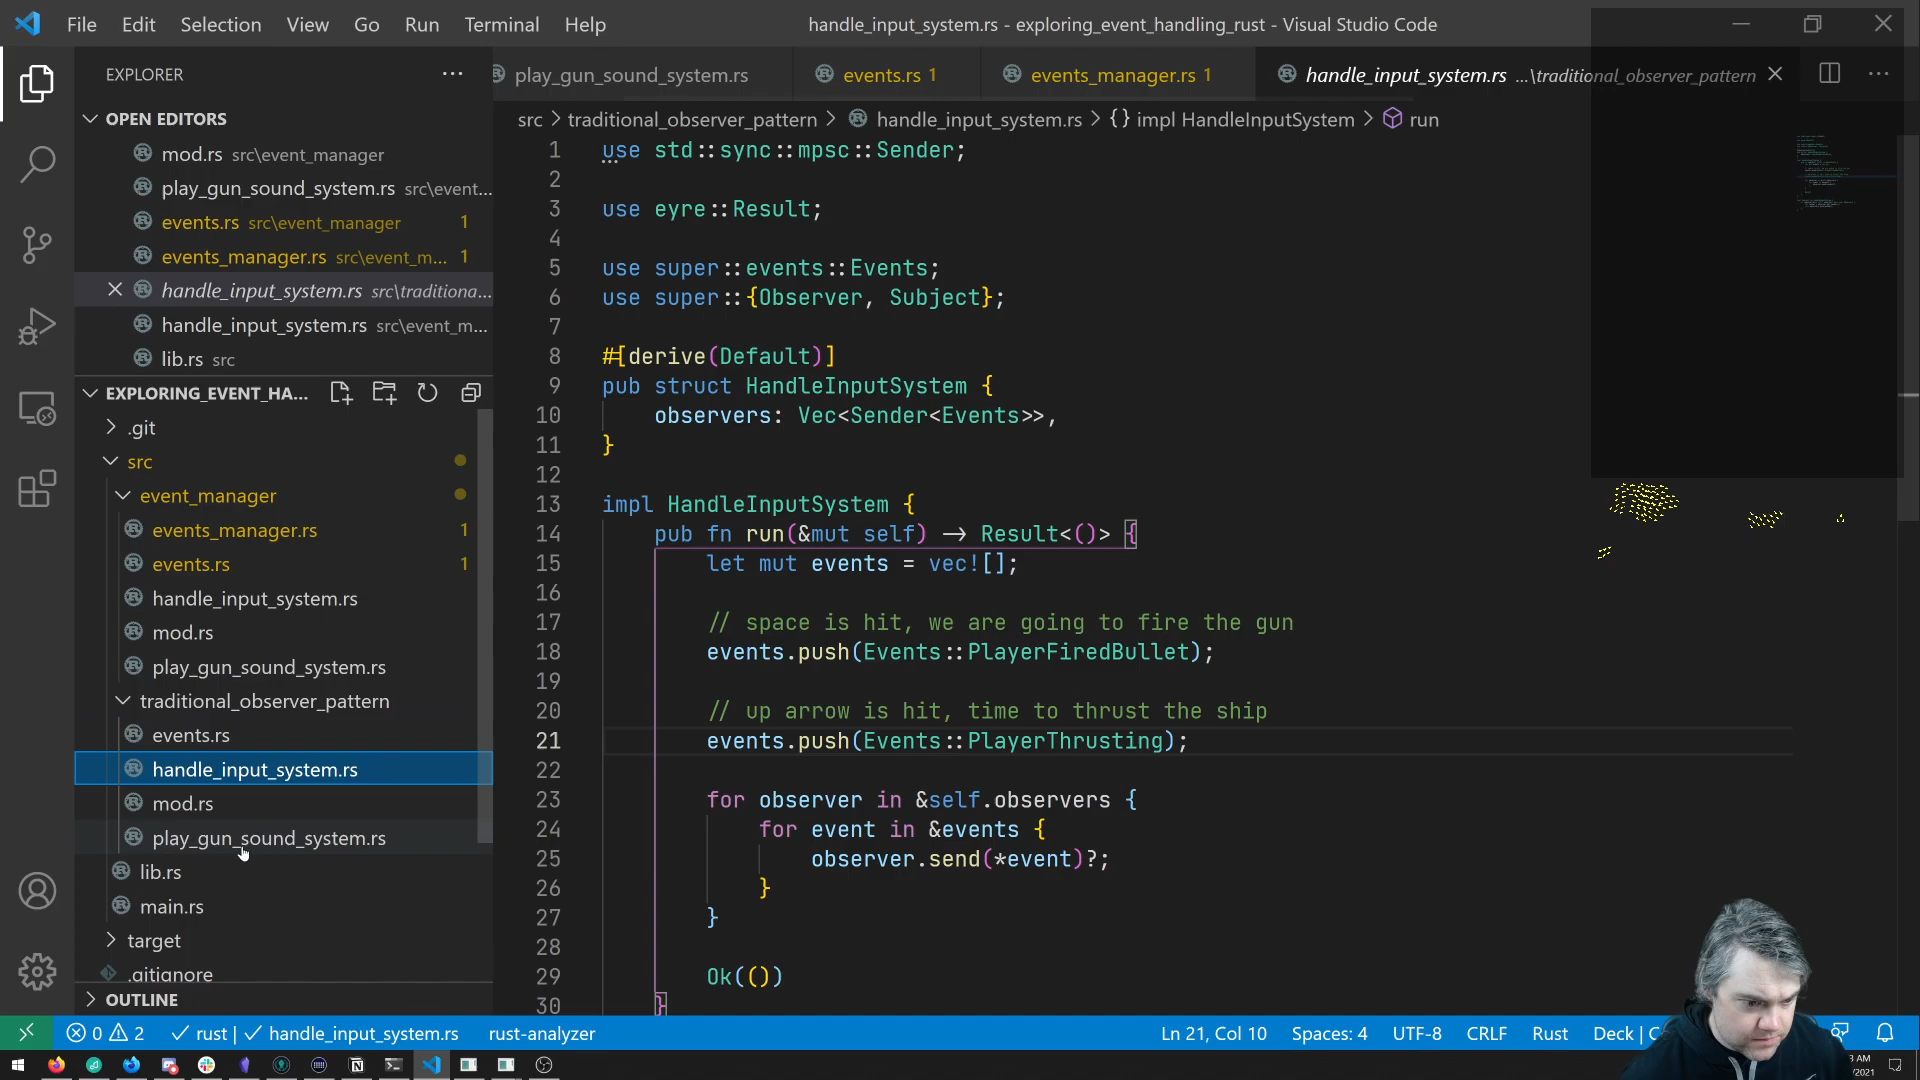 File Edit Selection View Go Run Terminal Help
handle_input_system.rs - exploring_event_handling_rust - Visual Studio Code
EXPLORER
play_gun_sound_system.rs
events.rs 1
events_manager.rs 1
handle_input_system.rs ...\traditional_observer_pattern
src > traditional_observer_pattern > handle_input_system.rs > {} impl HandleInputSystem > run
OPEN EDITORS
mod.rs src\event_manager
play_gun_sound_system.rs src\event...
events.rs src\event_manager 1
events_manager.rs src\event_m... 1
handle_input_system.rs src\traditiona...
handle_input_system.rs src\event_m...
lib.rs src
EXPLORING_EVENT_HA...
.git
src
event_manager
events_manager.rs 1
events.rs 1
handle_input_system.rs
mod.rs
play_gun_sound_system.rs
traditional_observer_pattern
events.rs
handle_input_system.rs
mod.rs
play_gun_sound_system.rs
lib.rs
main.rs
target
.gitignore
OUTLINE
1 use std::sync::mpsc::Sender;
2
3 use eyre::Result;
4
5 use super::events::Events;
6 use super::{Observer, Subject};
7
8 #[derive(Default)]
9 pub struct HandleInputSystem {
10 observers: Vec<Sender<Events>>,
11 }
12
13 impl HandleInputSystem {
14 pub fn run(&mut self) -> Result<()> {
15 let mut events = vec![];
16
17 // space is hit, we are going to fire the gun
18 events.push(Events::PlayerFiredBullet);
19
20 // up arrow is hit, time to thrust the ship
21 events.push(Events::PlayerThrusting);
22
23 for observer in &self.observers {
24 for event in &events {
25 observer.send(*event)?;
26 }
27 }
28
29 Ok(())
30 }
0 2 rust | handle_input_system.rs rust-analyzer
Ln 21, Col 10 Spaces: 4 UTF-8 CRLF Rust Deck |